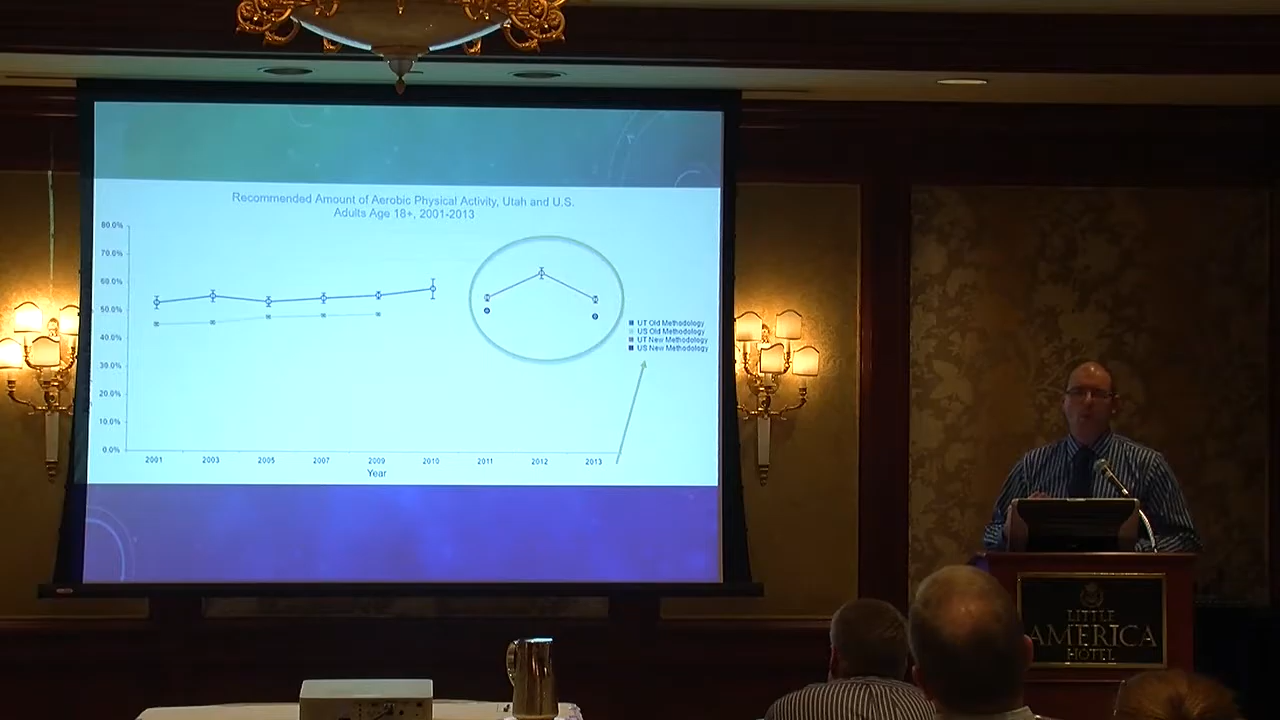 Recommended Amount of Aerobic Physical Activity, Utah and U.S.
Adults Age 18+, 2001-2013
80.0%
70.0%
60.0%
50.0%
40.0%
30.0%
20.0%
10.0%
0.0%
UT Old Methodology
US Old Methodology
UT New Methodology
US New Methodology
2001 2003 2005 2007 2009 2010 2011 2012 2013
Year
LITTLE
AMERICA
HOTEL